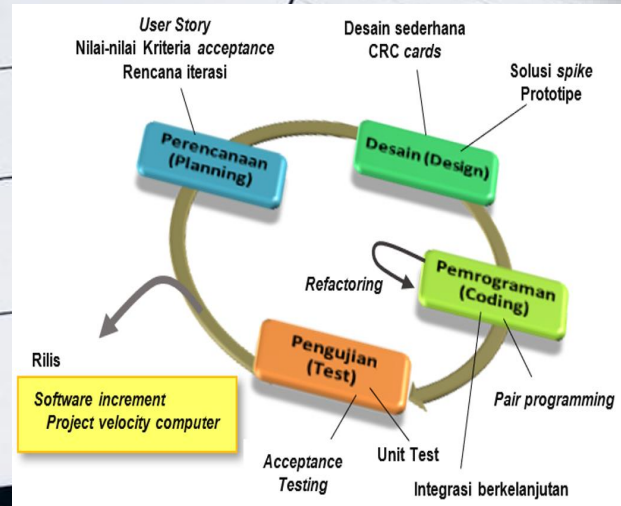 User Story
Nilai-nilai Kriteria acceptance
Rencana iterasi
Desain sederhana
CRC cards
Solusi spike
Prototipe
Perencanaan
(Planning)
Desain (Design)
Refactoring
Pemrograman
(Coding)
Pengujian
(Test)
Rilis
Software increment
Project velocity computer
Pair programming
Acceptance
Testing
Unit Test
Integrasi berkelanjutan